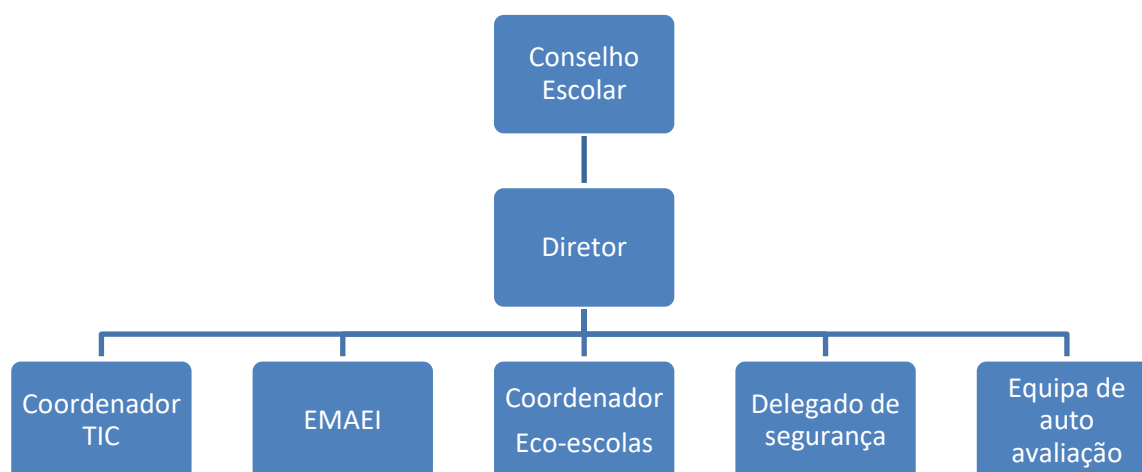 Conselho
Escolar
Diretor
Coordenador
TIC
EMAEI
Coordenador
Eco-escolas
Delegado de
segurança
Equipa de
auto
avaliação